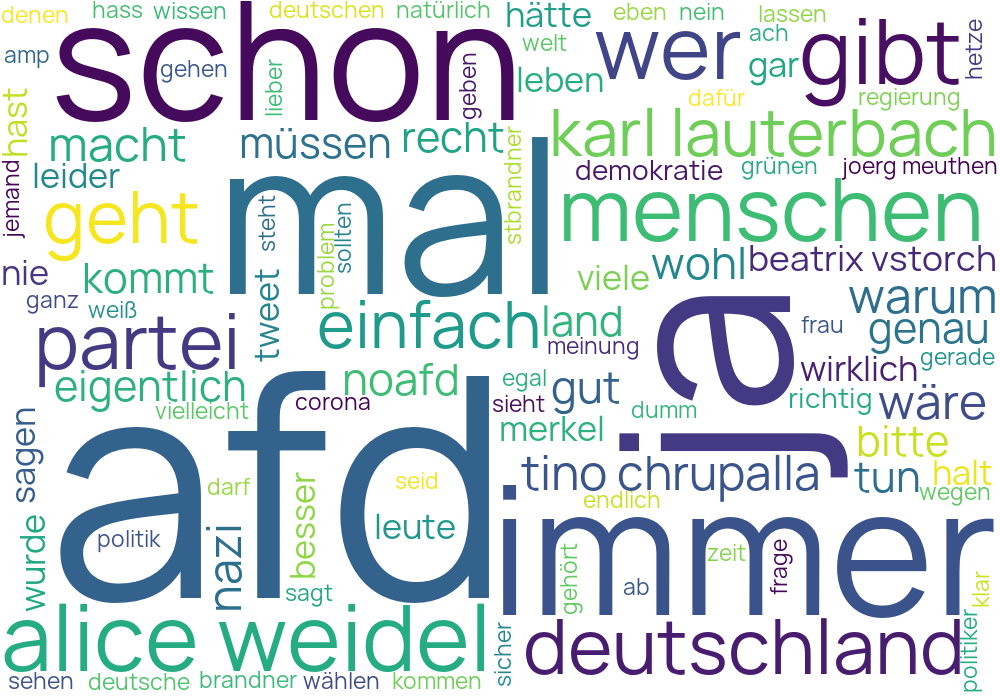 denen
hass
wissen
deutschen
natürlich
hätte
eben
nein
lassen
amp
schon
gehen
lieber
geben
welt
leben
wer
ach
gar
gibt
hetze
dafür
regierung
hast
macht
müssen
recht
karl lauterbach
jemand
leider
mal
stbrandner
demokratie
grünen
joerg meuthen
geht
steht
problem
sollten
menschen
nie
kommt
tweet
viele
wohl
beatrix vstorch
ganz
weiß
einfach
land
ja
warum
partei
meinung
frau
genau
gerade
eigentlich
noafd
egal
gut
wirklich
vielleicht
corona
sieht
dumm
richtig
wäre
sagen
afd
merkel
bitte
darf
besser
seid
tino chrupalla
tun
halt
wegen
endlich
wurde
politik
nazi
leute
immer
zeit
frage
gehört
ab
klar
sagt
alice weidel
sicher
deutschland
politiker
sehen
deutsche
brandner
wählen
kommen